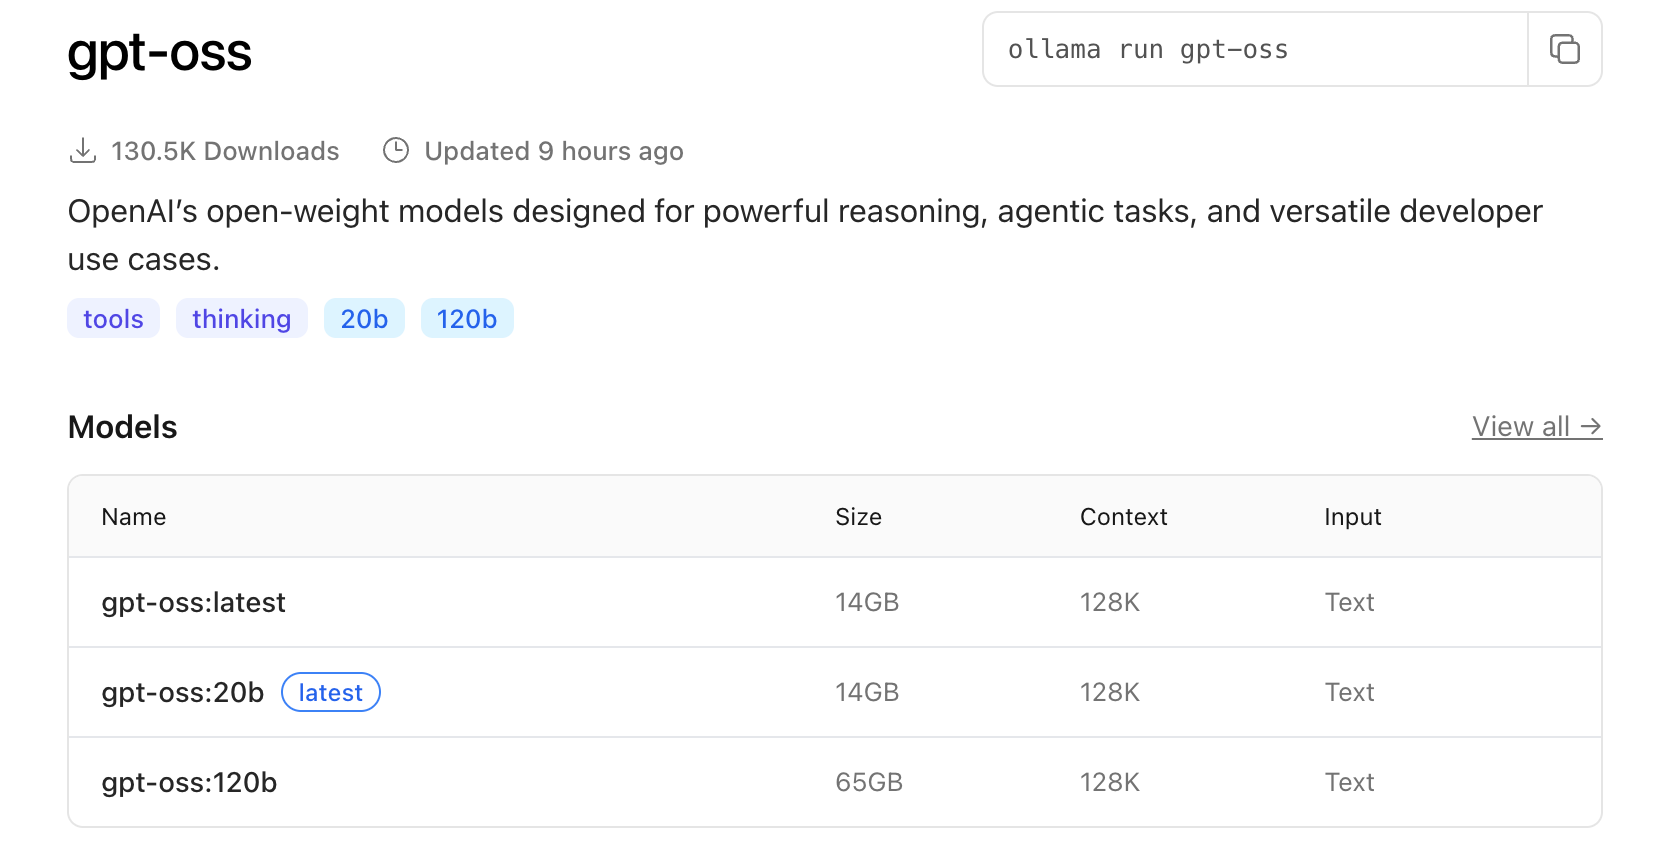 gpt-oss
ollama run gpt-oss
130.5K Downloads Updated 9 hours ago
OpenAI’s open-weight models designed for powerful reasoning, agentic tasks, and versatile developer
use cases.
tools thinking 20b 120b
Models View all →
Name Size Context Input
gpt-oss:latest 14GB 128K Text
gpt-oss:20b latest 14GB 128K Text
gpt-oss:120b 65GB 128K Text